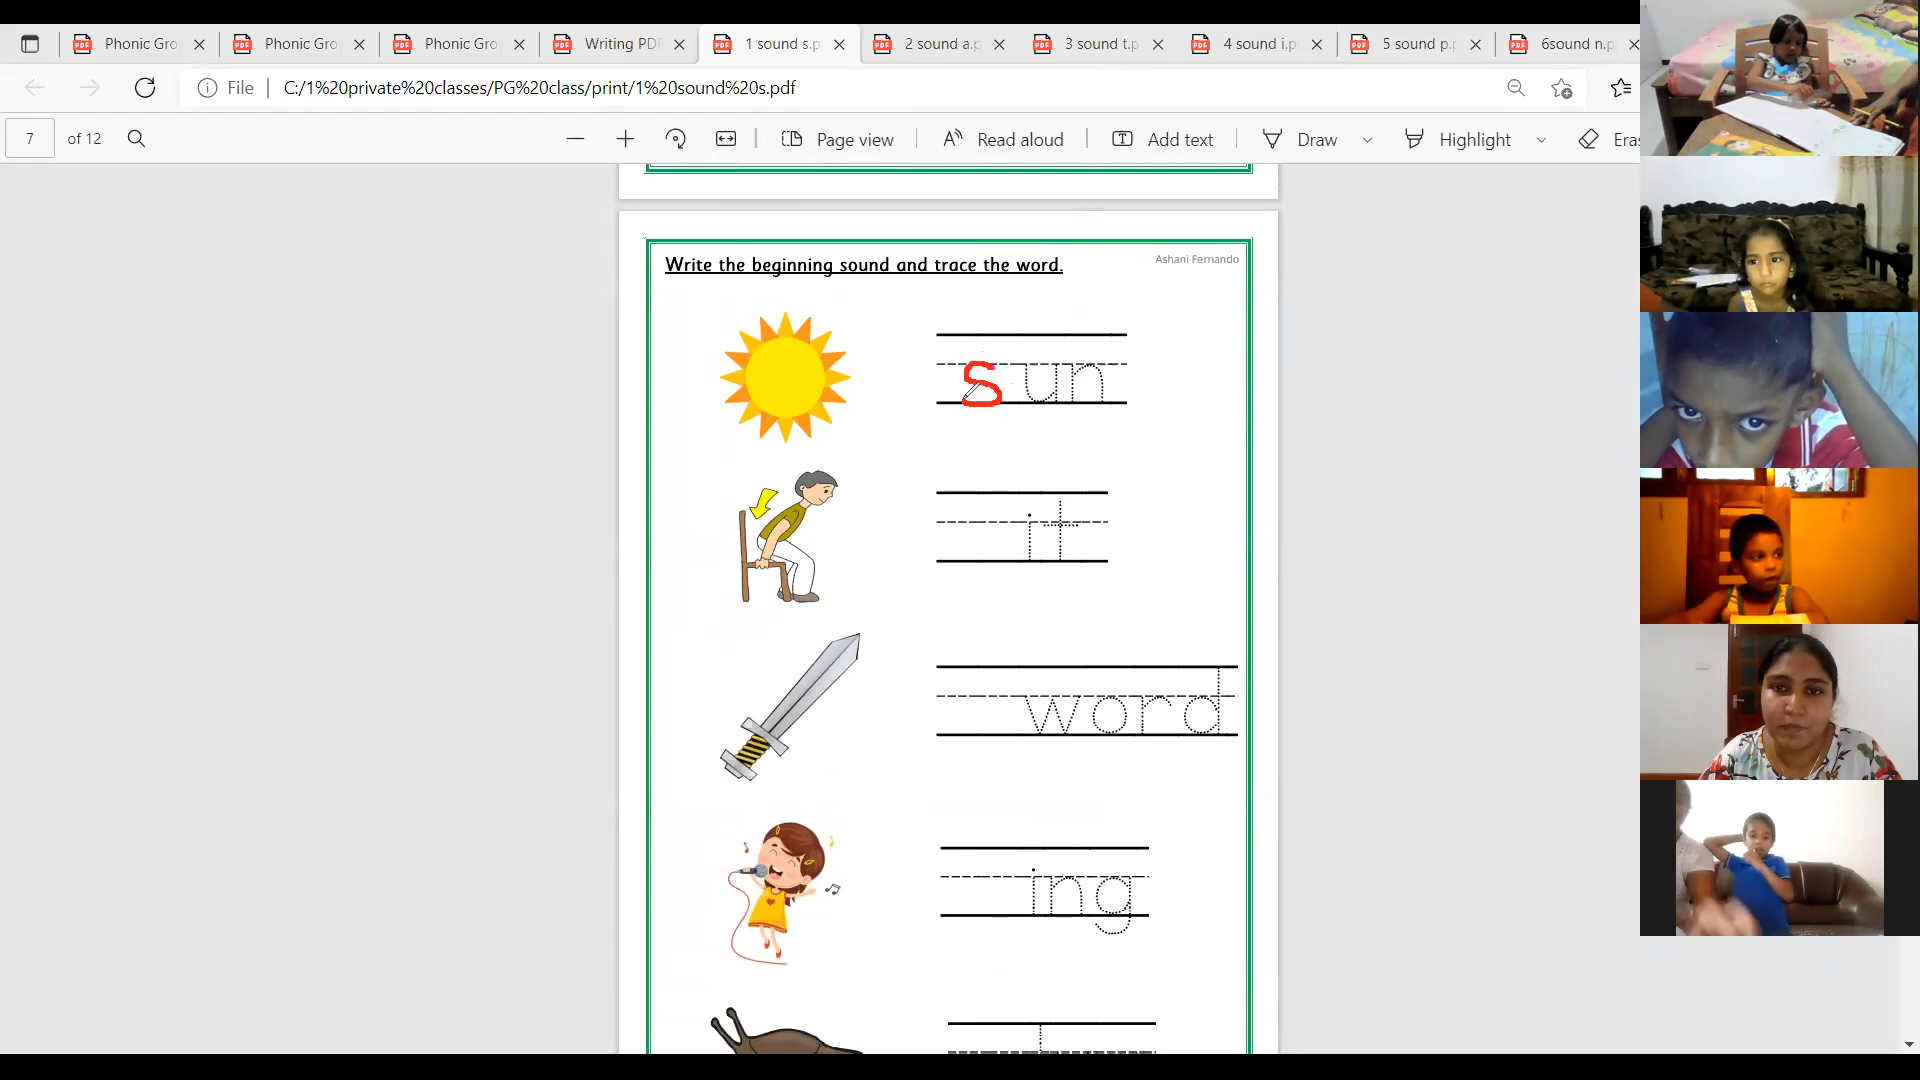 Phonic Gro
Phonic Gro
Phonic Gro
Writing PDF
1 sound s.p
2 sound a.p
3 sound t.p
4 sound i.p
5 sound p.p
6sound n.p
File
C:/1%20private%20classes/PG%20class/print/1%20sound%20s.pdf
7 of 12
Page view
Read aloud
Add text
Draw
Highlight
Eras
Write the beginning sound and trace the word.
Ashani Fernando
s un
it
word
ing